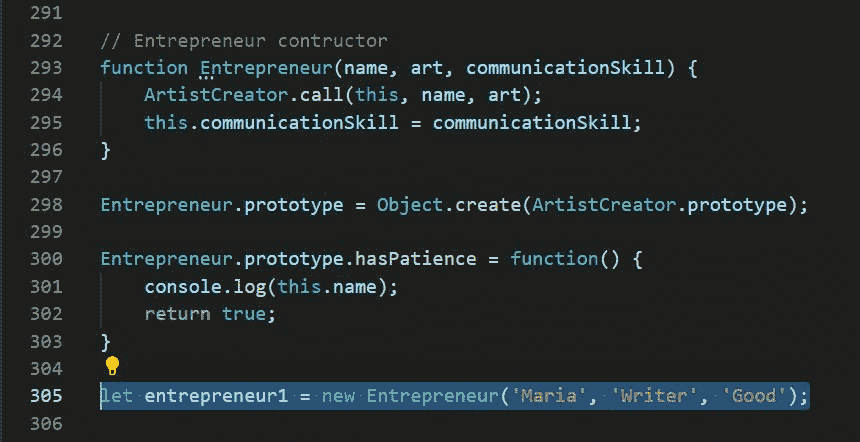 291
292 // Entrepreneur contructor
293 function Entrepreneur(name, art, communicationSkill) {
294     ArtistCreator.call(this, name, art);
295     this.communicationSkill = communicationSkill;
296 }
297
298 Entrepreneur.prototype = Object.create(ArtistCreator.prototype);
299
300 Entrepreneur.prototype.hasPatience = function() {
301     console.log(this.name);
302     return true;
303 }
304
305 let entrepreneur1 = new Entrepreneur('Maria', 'Writer', 'Good');
306